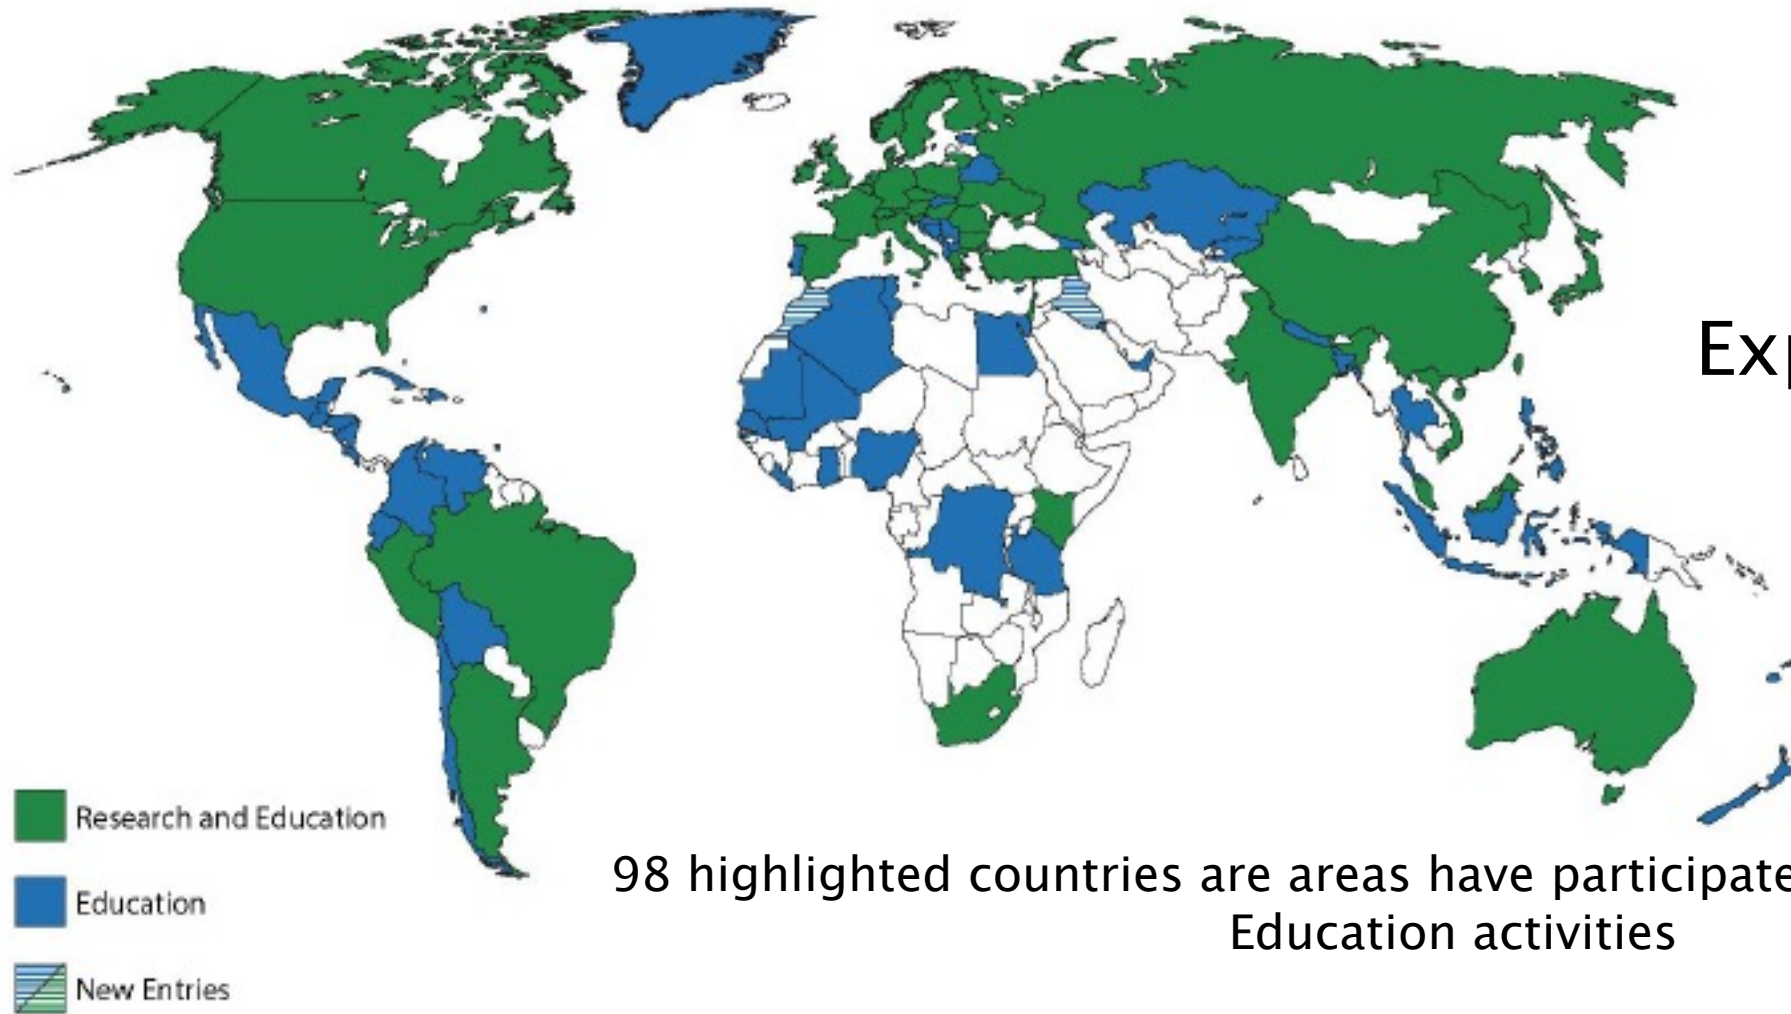 Exp
Research and Education
98 highlighted countries are areas have participate
Education
Education activities
New Entries